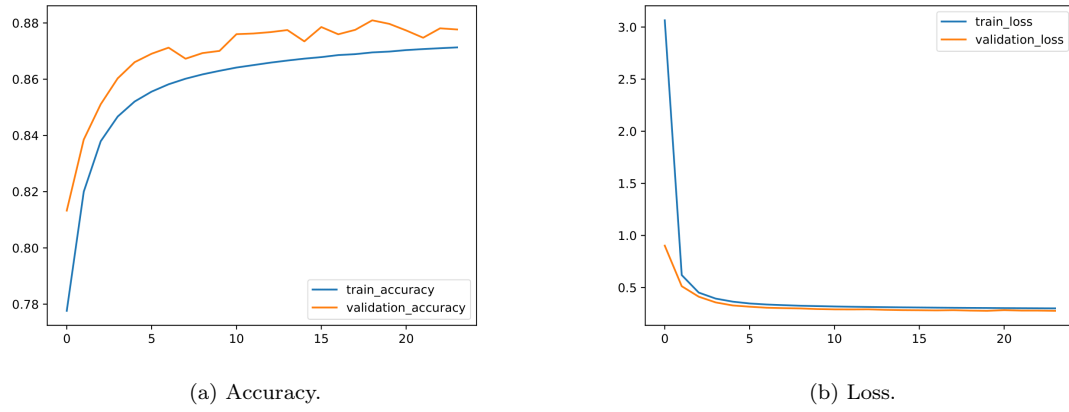 0.88
0.86
0.84
0.82
0.80
0.78
0 5 10 15 20
train_accuracy
validation_accuracy
(a) Accuracy.
3.0
2.5
2.0
1.5
1.0
0.5
0 5 10 15 20
train_loss
validation_loss
(b) Loss.